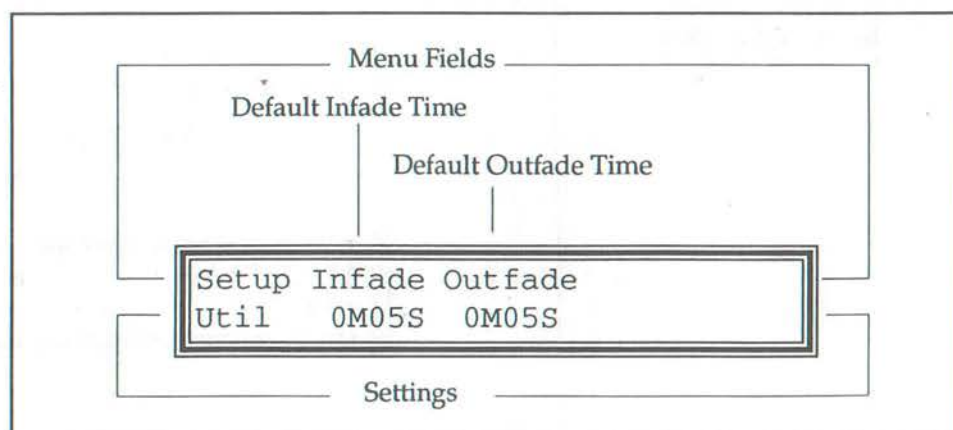 Menu Fields
Default Infade Time
Default Outfade Time
Setup Infade Outfade
Util 0M05S 0M05S
Settings